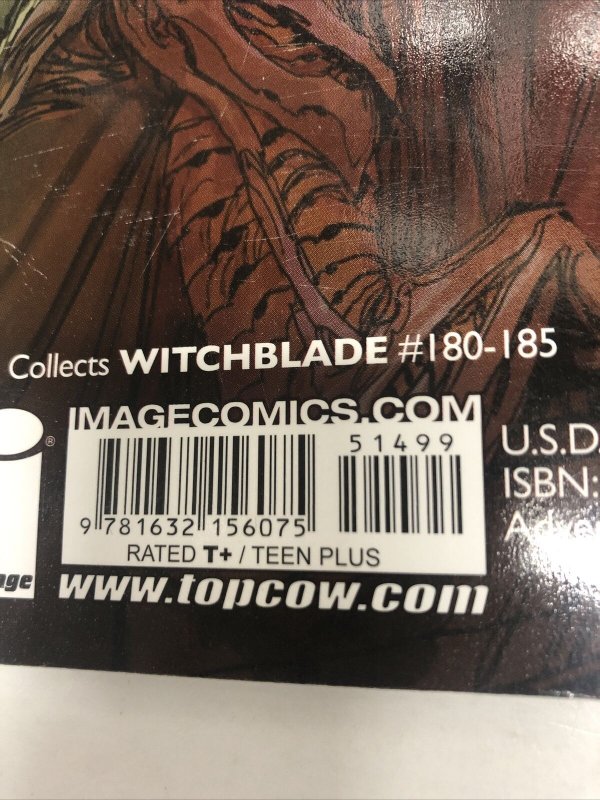 Collects WITCHBLADE #180-185
IMAGECOMICS.COM
51499
9 781632 156075
RATED T+ / TEEN PLUS
www.topcow.com
U.S.D.
ISBN:
®